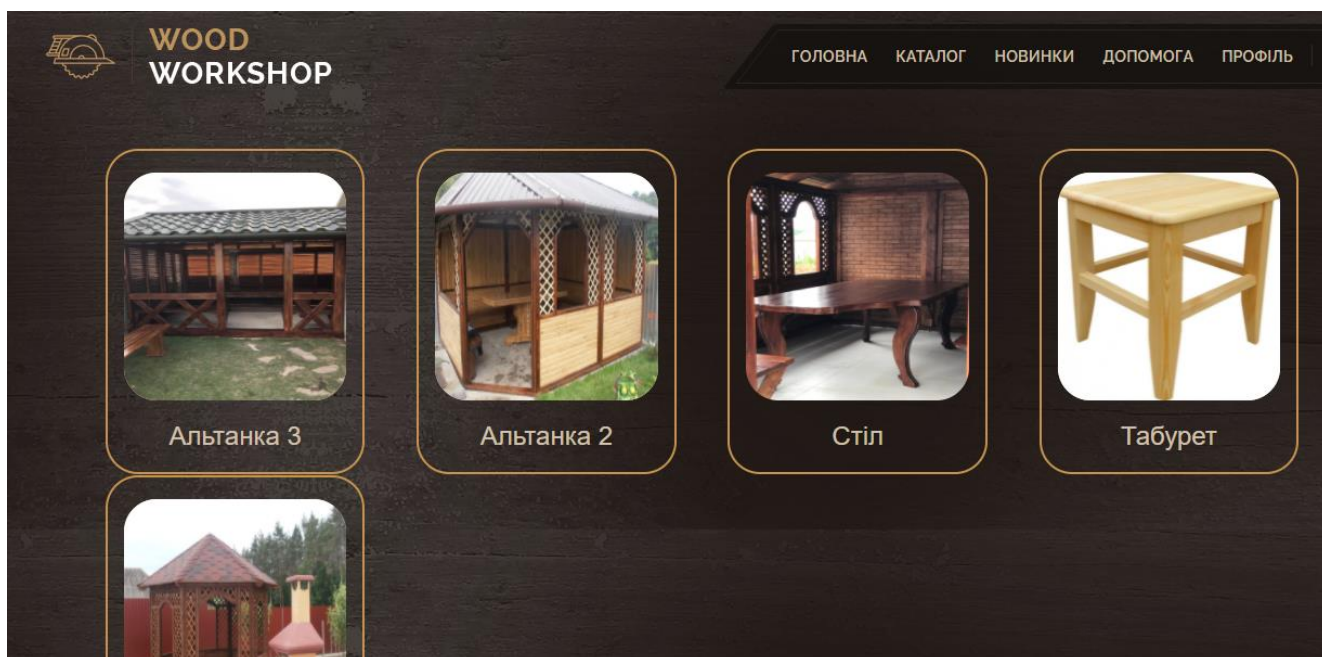 WOOD
WORKSHOP
ГОЛОВНА КАТАЛОГ НОВИНКИ ДОПОМОГА ПРОФІЛЬ
Альтанка 3 Альтанка 2 Стіл Табурет